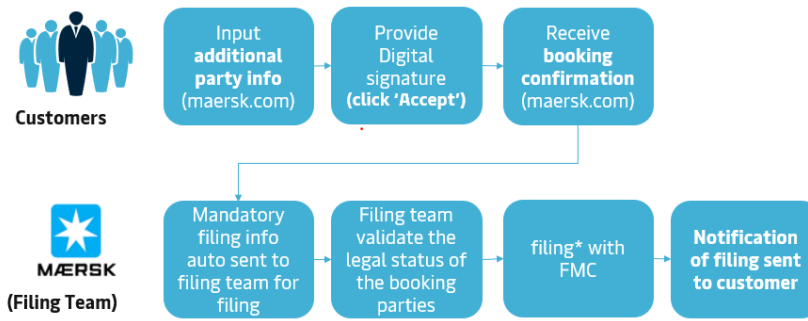 Input
additional
party info
(maersk.com)
Provide
Digital
signature
(click ‘Accept’)
Receive
booking
confirmation
(maersk.com)
Customers
Mandatory
filing info
auto sent to
filing team for
filing
Filing team
validate the
legal status of
the booking
parties
filing* with
FMC
Notification
of filing sent
to customer
MÆRSK
(Filing Team)